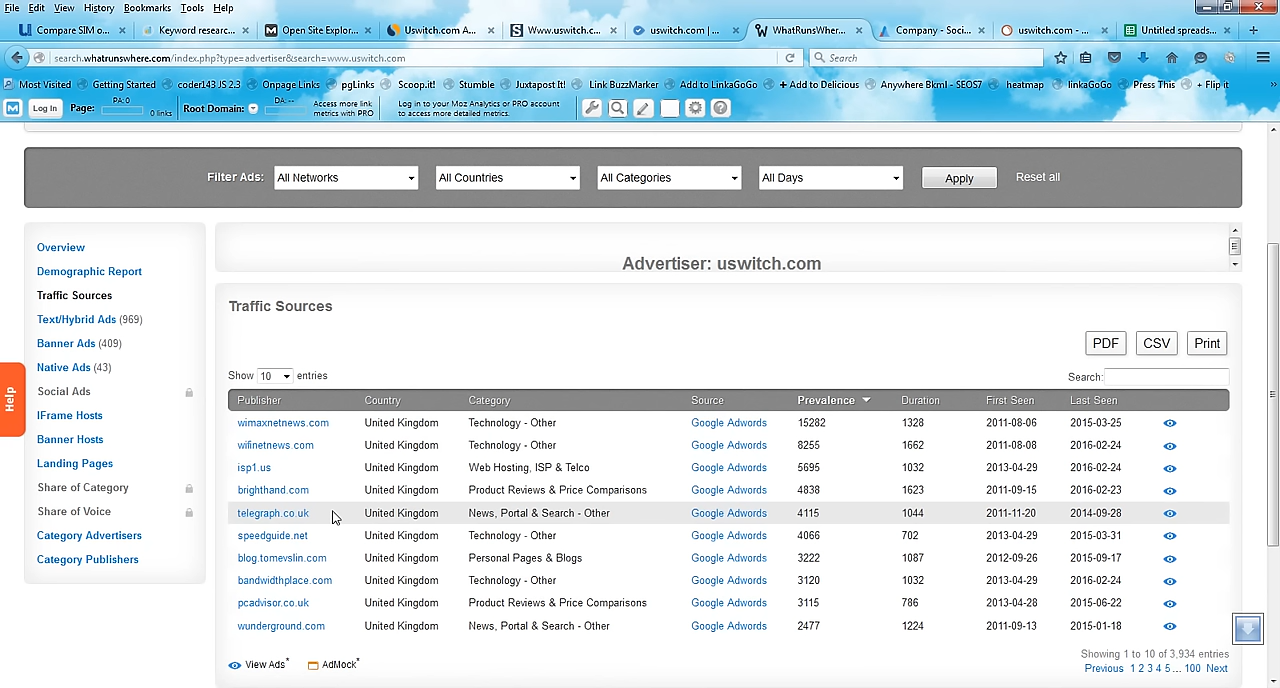 File Edit View History Bookmarks Tools Help
Compare SIM o... Keyword researc... Open Site Explor... Uswitch.com A... Www.uswitch.c... uswitch.com | ... WhatRunsWher... Company - Soci... uswitch.com - ... Untitled spreads...
search.whatrunswhere.com/index.php?type=advertiser&search=www.uswitch.com Search
Most Visited Getting Started coder143 JS 2.3 Onpage Links pgLinks Scoop.it! Shumble Juxtapost It! Link BuzzMarker Add to LinkaGoGo + Add to Delicious Anywhere Bkml - SEOS7 heatmap linkaGoGo Press This + Flip it
Log In Page: DA: 0 0 links Root Domain: DA: -- Access more link metrics with PRO Log in to your Moz Analytics or PRO account to access more detailed metrics.
Filter Ads: All Networks All Countries All Categories All Days Apply Reset all
Overview
Demographic Report
Traffic Sources
Text/Hybrid Ads (969)
Banner Ads (409)
Native Ads (43)
Social Ads
IFrame Hosts
Banner Hosts
Landing Pages
Share of Category
Share of Voice
Category Advertisers
Category Publishers
Help
Advertiser: uswitch.com
Traffic Sources
PDF CSV Print
Show 10 entries Search:
Publisher Country Category Source Prevalence Duration First Seen Last Seen
wimaxnetnews.com United Kingdom Technology - Other Google Adwords 15282 1328 2011-08-06 2015-03-25
wifinetnews.com United Kingdom Technology - Other Google Adwords 8255 1662 2011-08-08 2016-02-24
isp1.us United Kingdom Web Hosting, ISP & Telco Google Adwords 5695 1032 2013-04-29 2016-02-24
brighthand.com United Kingdom Product Reviews & Price Comparisons Google Adwords 4838 1623 2011-09-15 2016-02-23
telegraph.co.uk United Kingdom News, Portal & Search - Other Google Adwords 4115 1044 2011-11-20 2014-09-28
speedguide.net United Kingdom Technology - Other Google Adwords 4066 702 2013-04-29 2015-03-31
blog.tomevslin.com United Kingdom Personal Pages & Blogs Google Adwords 3222 1087 2012-09-26 2015-09-17
bandwidthplace.com United Kingdom Technology - Other Google Adwords 3120 1032 2013-04-29 2016-02-24
pcadvisor.co.uk United Kingdom Product Reviews & Price Comparisons Google Adwords 3115 786 2013-04-28 2015-06-22
wunderground.com United Kingdom News, Portal & Search - Other Google Adwords 2477 1224 2011-09-13 2015-01-18
View Ads* AdMock*
Showing 1 to 10 of 3,934 entries
Previous 1 2 3 4 5 ... 100 Next